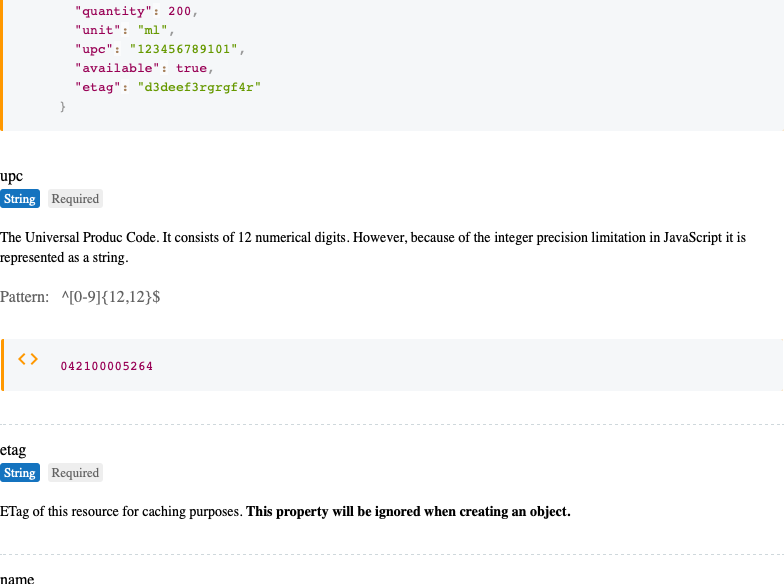 "quantity": 200,
"unit": "ml",
"upc": "123456789101",
"available": true,
"etag": "d3deef3rgrgf4r"
}
upc
String Required
The Universal Produc Code. It consists of 12 numerical digits. However, because of the integer precision limitation in JavaScript it is
represented as a string.
Pattern: ^[0-9]{12,12}$
<> 042100005264
etag
String Required
ETag of this resource for caching purposes. This property will be ignored when creating an object.
name